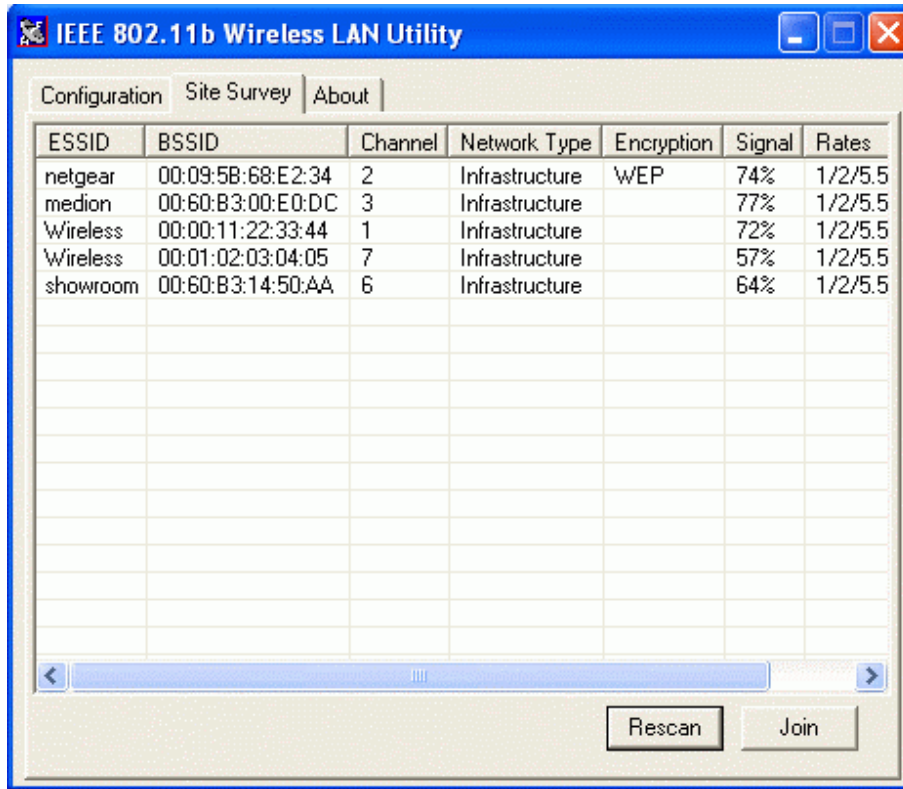 IEEE 802.11b Wireless LAN Utility
Configuration Site Survey About
ESSID BSSID Channel Network Type Encryption Signal Rates
netgear 00:09:5B:68:E2:34 2 Infrastructure WEP 74% 1/2/5.5
medion 00:60:B3:00:E0:DC 3 Infrastructure 77% 1/2/5.5
Wireless 00:00:11:22:33:44 1 Infrastructure 72% 1/2/5.5
Wireless 00:01:02:03:04:05 7 Infrastructure 57% 1/2/5.5
showroom 00:60:B3:14:50:AA 6 Infrastructure 64% 1/2/5.5
Rescan Join